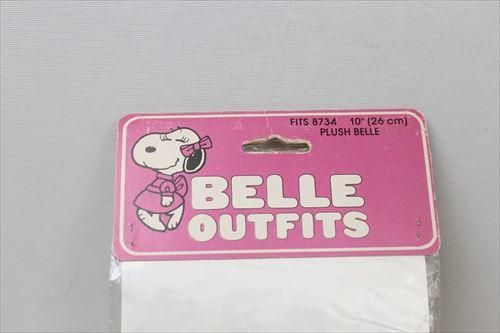 FITS 8734 10" (26 cm)
PLUSH BELLE
BELLE
OUTFITS